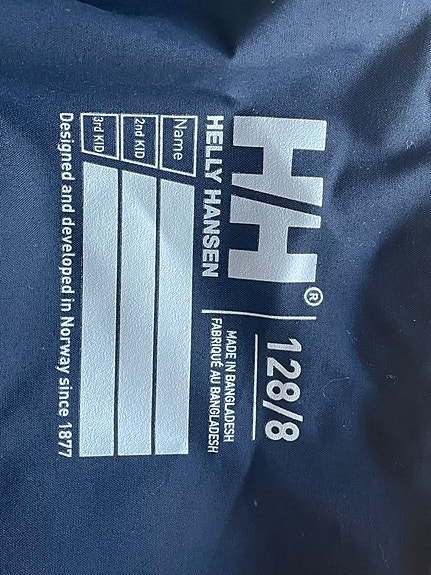 HH®
HELLY HANSEN
128/8
MADE IN BANGLADESH
FABRIQUÉ AU BANGLADESH
Name
2nd KID
3rd KID
Designed and developed in Norway since 1877